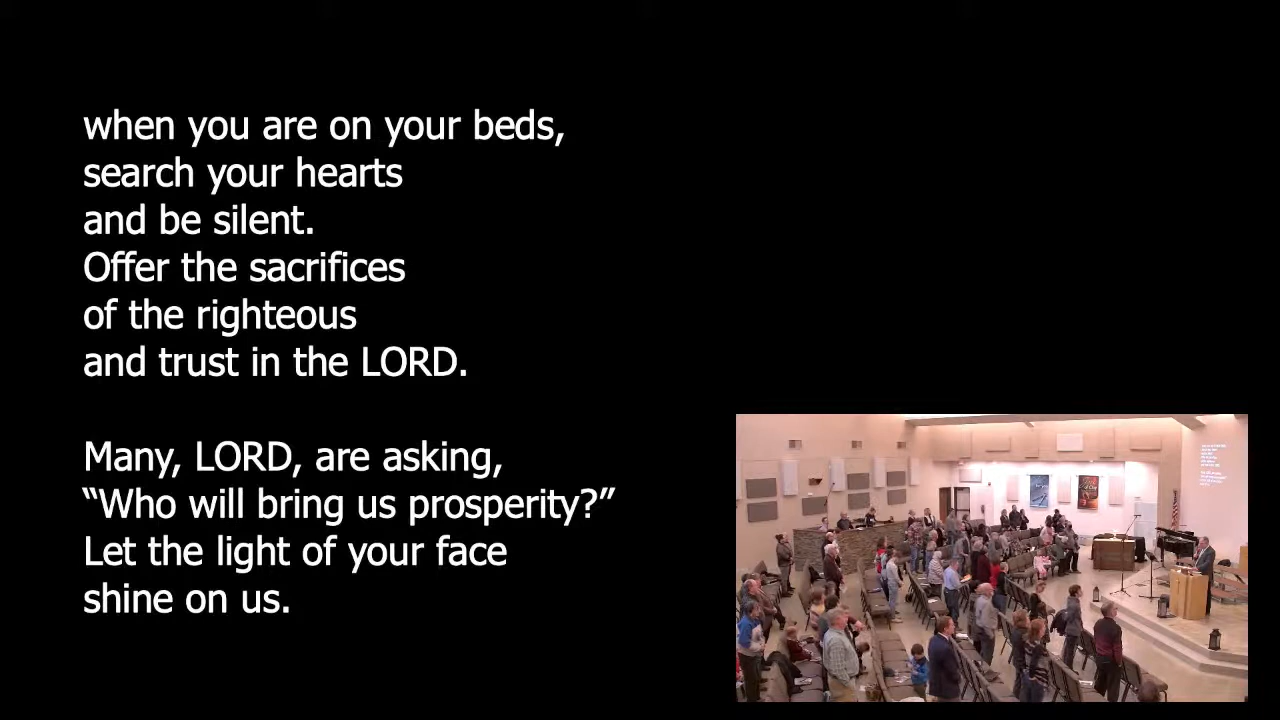 when you are on your beds,
search your hearts
and be silent.
Offer the sacrifices
of the righteous
and trust in the LORD.
Many, LORD, are asking,
“Who will bring us prosperity?”
Let the light of your face
shine on us.